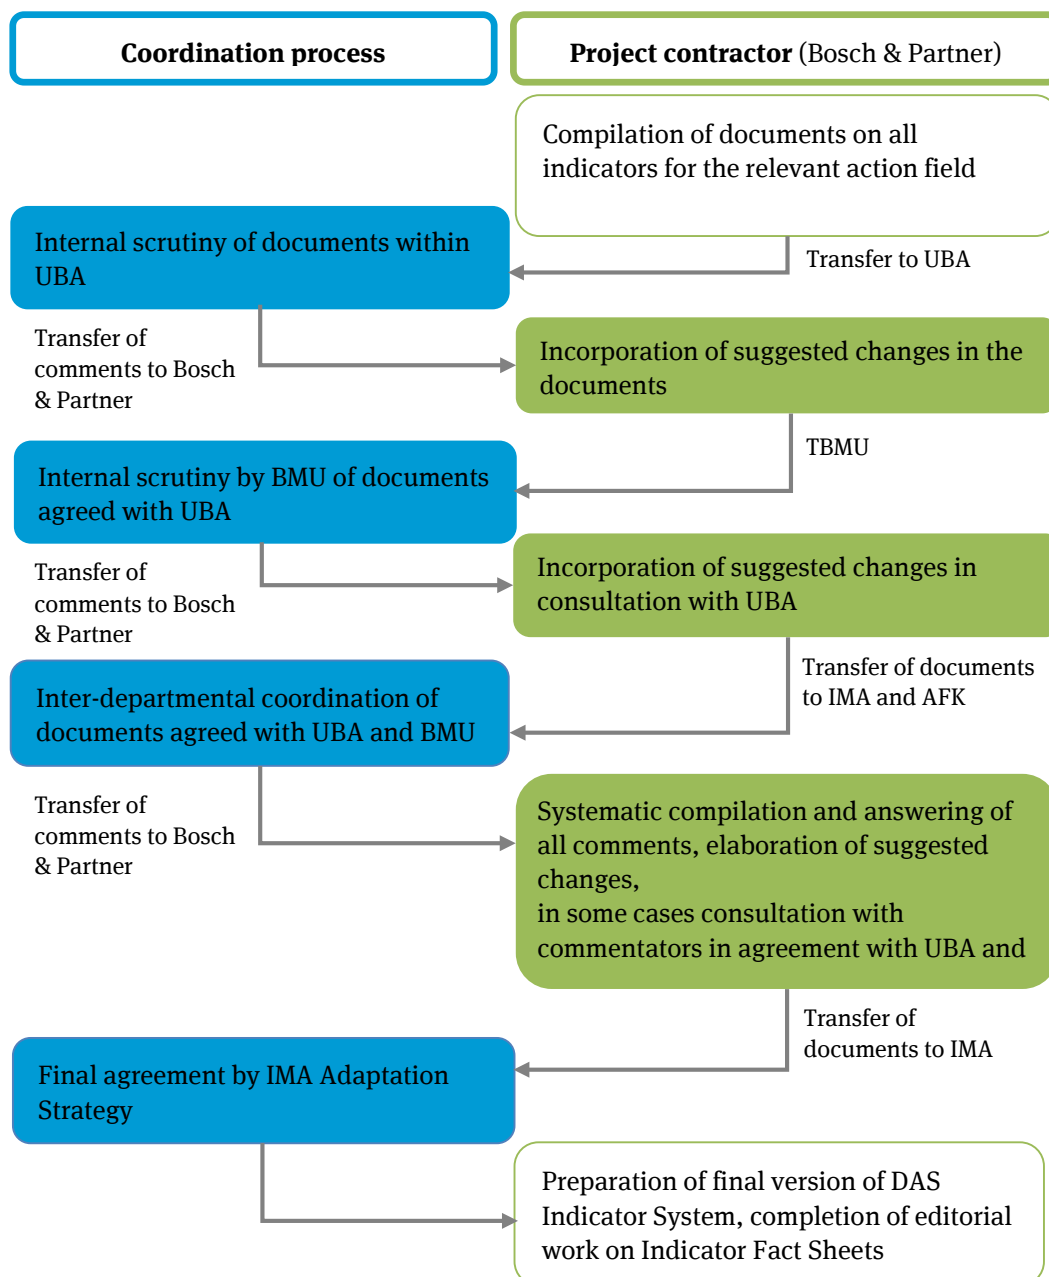 Coordination process
Project contractor (Bosch & Partner)
Compilation of documents on all
indicators for the relevant action field
Transfer to UBA
Internal scrutiny of documents within
UBA
Transfer of
comments to Bosch
& Partner
Incorporation of suggested changes in the
documents
TBMU
Internal scrutiny by BMU of documents
agreed with UBA
Transfer of
comments to Bosch
& Partner
Incorporation of suggested changes in
consultation with UBA
Transfer of documents
to IMA and AFK
Inter-departmental coordination of
documents agreed with UBA and BMU
Transfer of
comments to Bosch
& Partner
Systematic compilation and answering of
all comments, elaboration of suggested
changes,
in some cases consultation with
commentators in agreement with UBA and
Transfer of
documents to IMA
Final agreement by IMA Adaptation
Strategy
Preparation of final version of DAS
Indicator System, completion of editorial
work on Indicator Fact Sheets